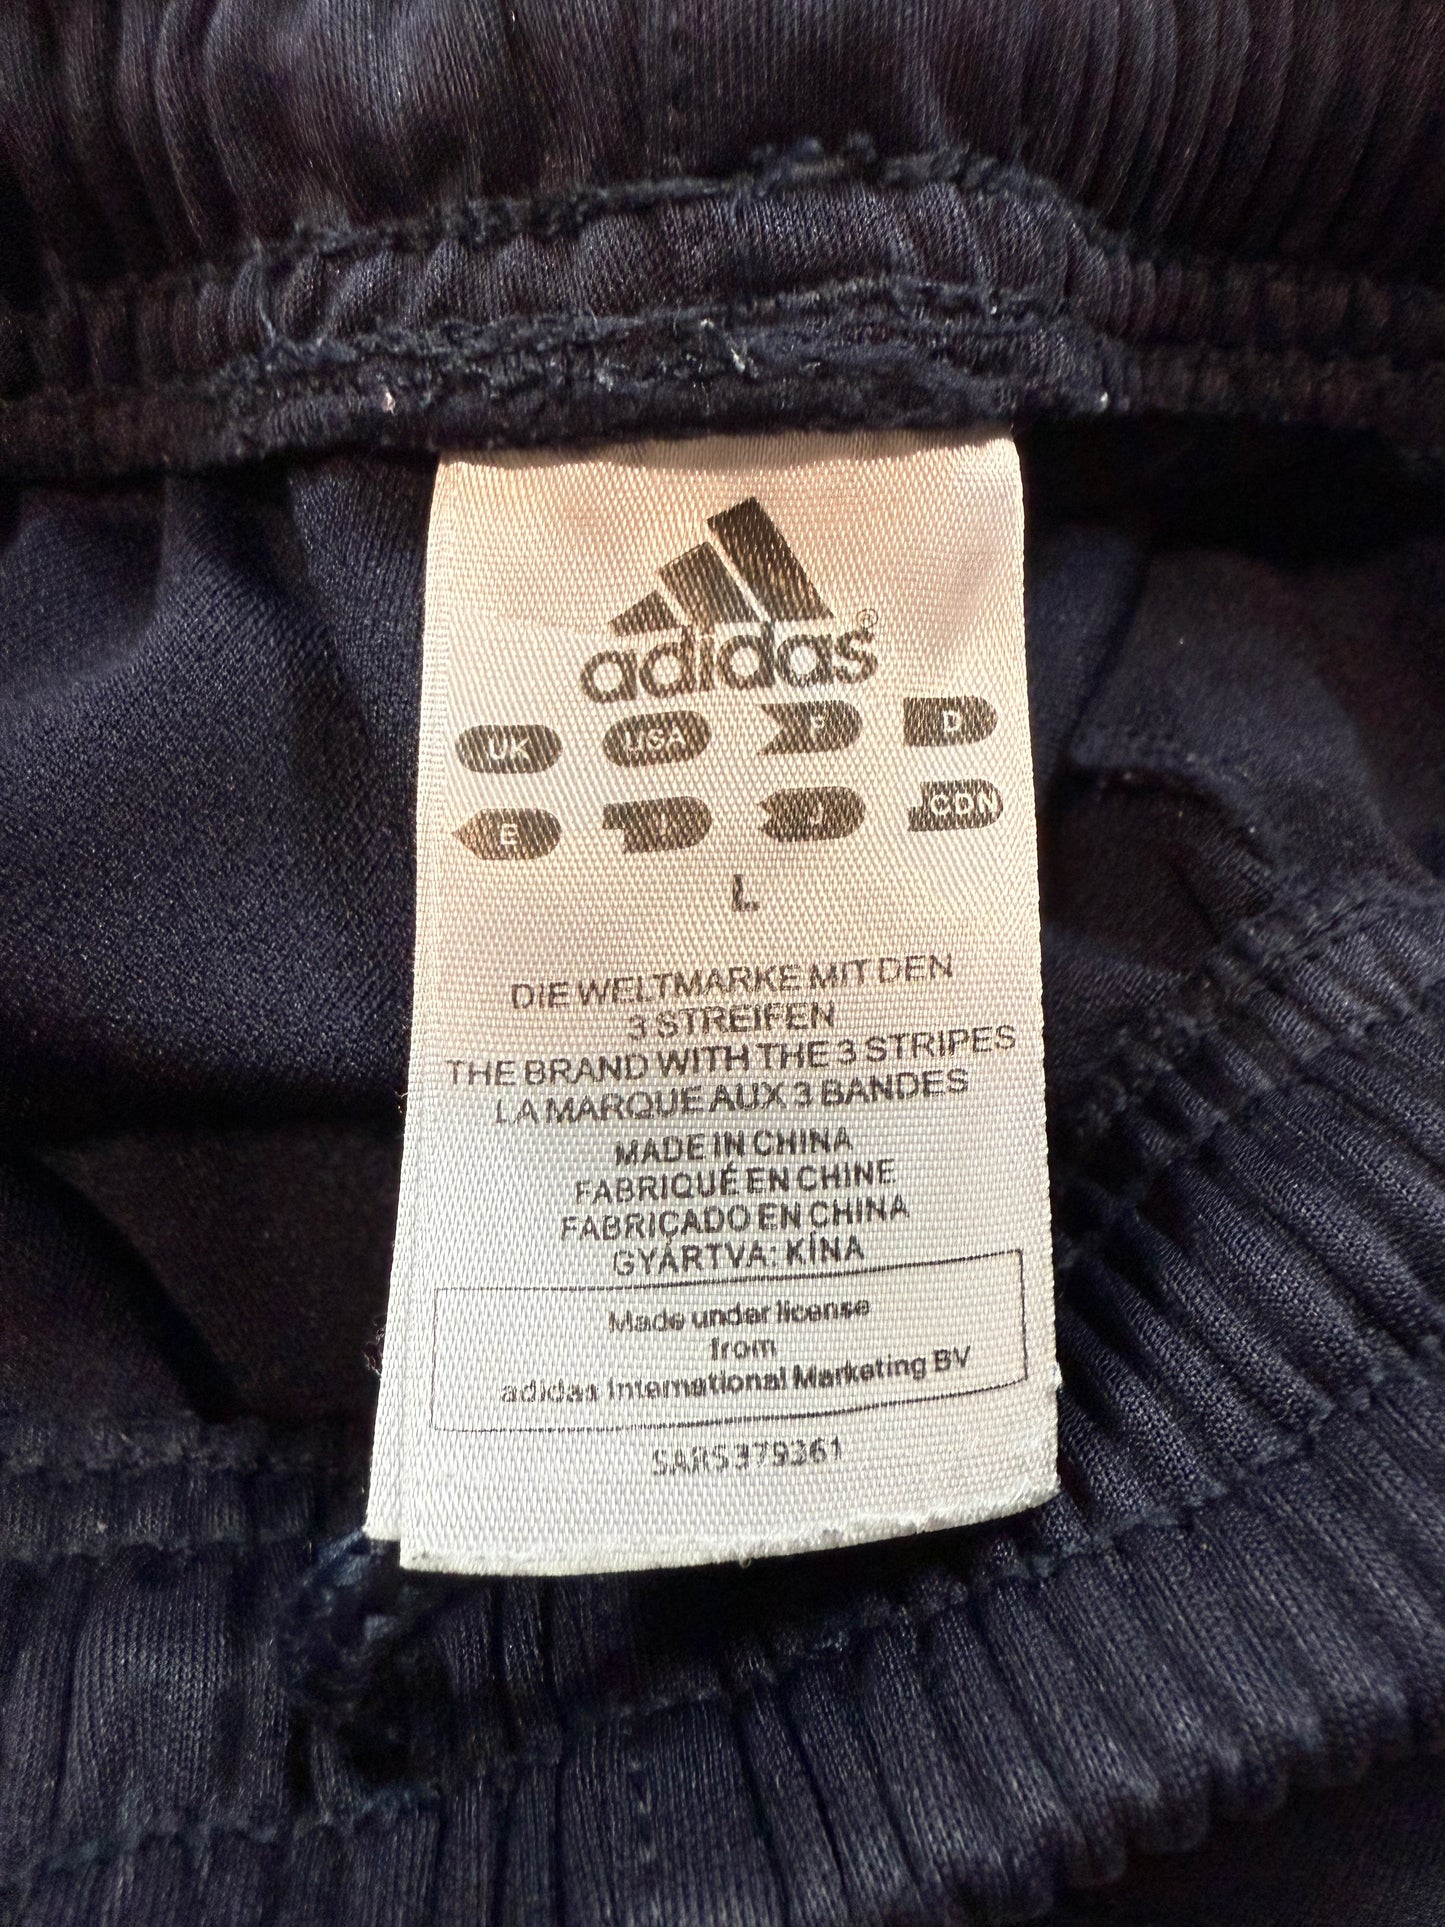 adidas®
UK USA F D
E I J CDN
L
DIE WELTMARKE MIT DEN
3 STREIFEN
THE BRAND WITH THE 3 STRIPES
LA MARQUE AUX 3 BANDES
MADE IN CHINA
FABRIQUÉ EN CHINE
FABRIÇADO EN CHINA
GYÁRTVA: KÍNA
Made under license
from
adidas International Marketing BV
SARS379361